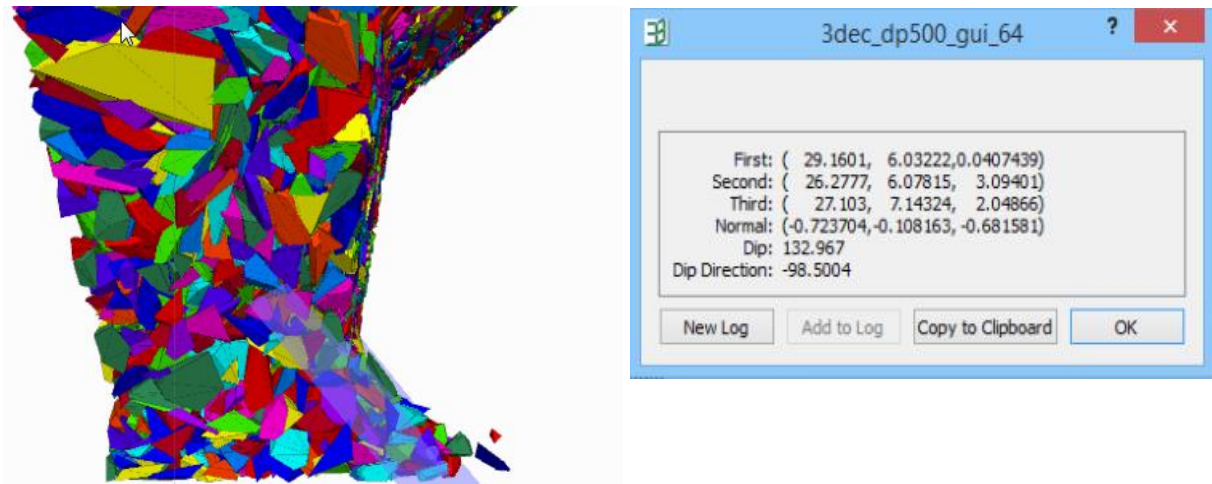 3dec_dp500_gui_64 ? ×
First: ( 29.1601, 6.03222,0.0407439)
Second: ( 26.2777, 6.07815, 3.09401)
Third: ( 27.103, 7.14324, 2.04866)
Normal: (-0.723704,-0.108163, -0.681581)
Dip: 132.967
Dip Direction: -98.5004
New Log Add to Log Copy to Clipboard OK